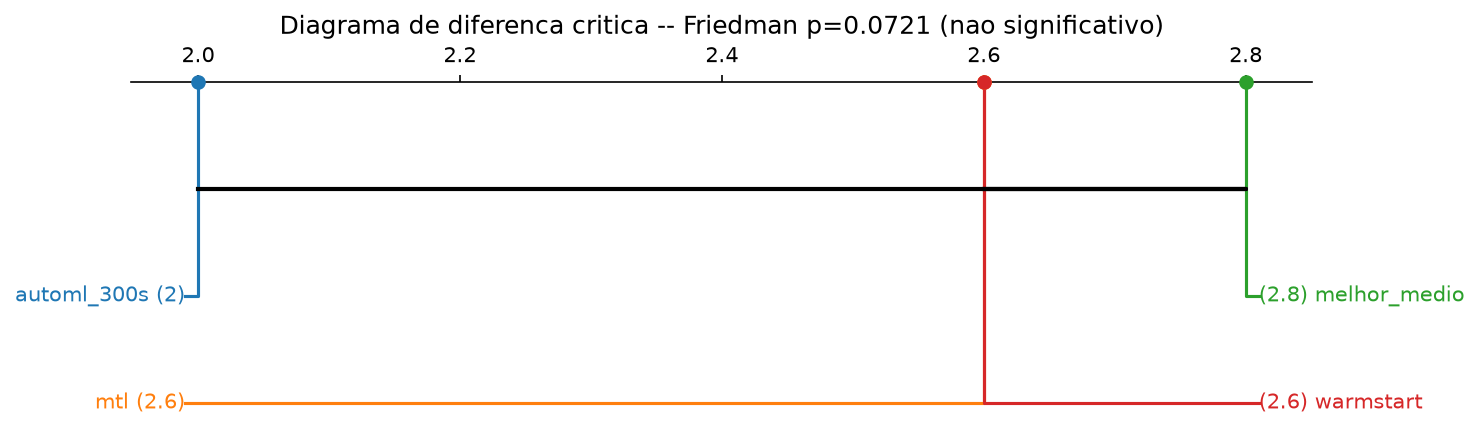 Diagrama de diferenca critica -- Friedman p=0.0721 (nao significativo)
2.0 2.2 2.4 2.6 2.8
automl_300s (2)
(2.8) melhor_medio
mtl (2.6)
(2.6) warmstart